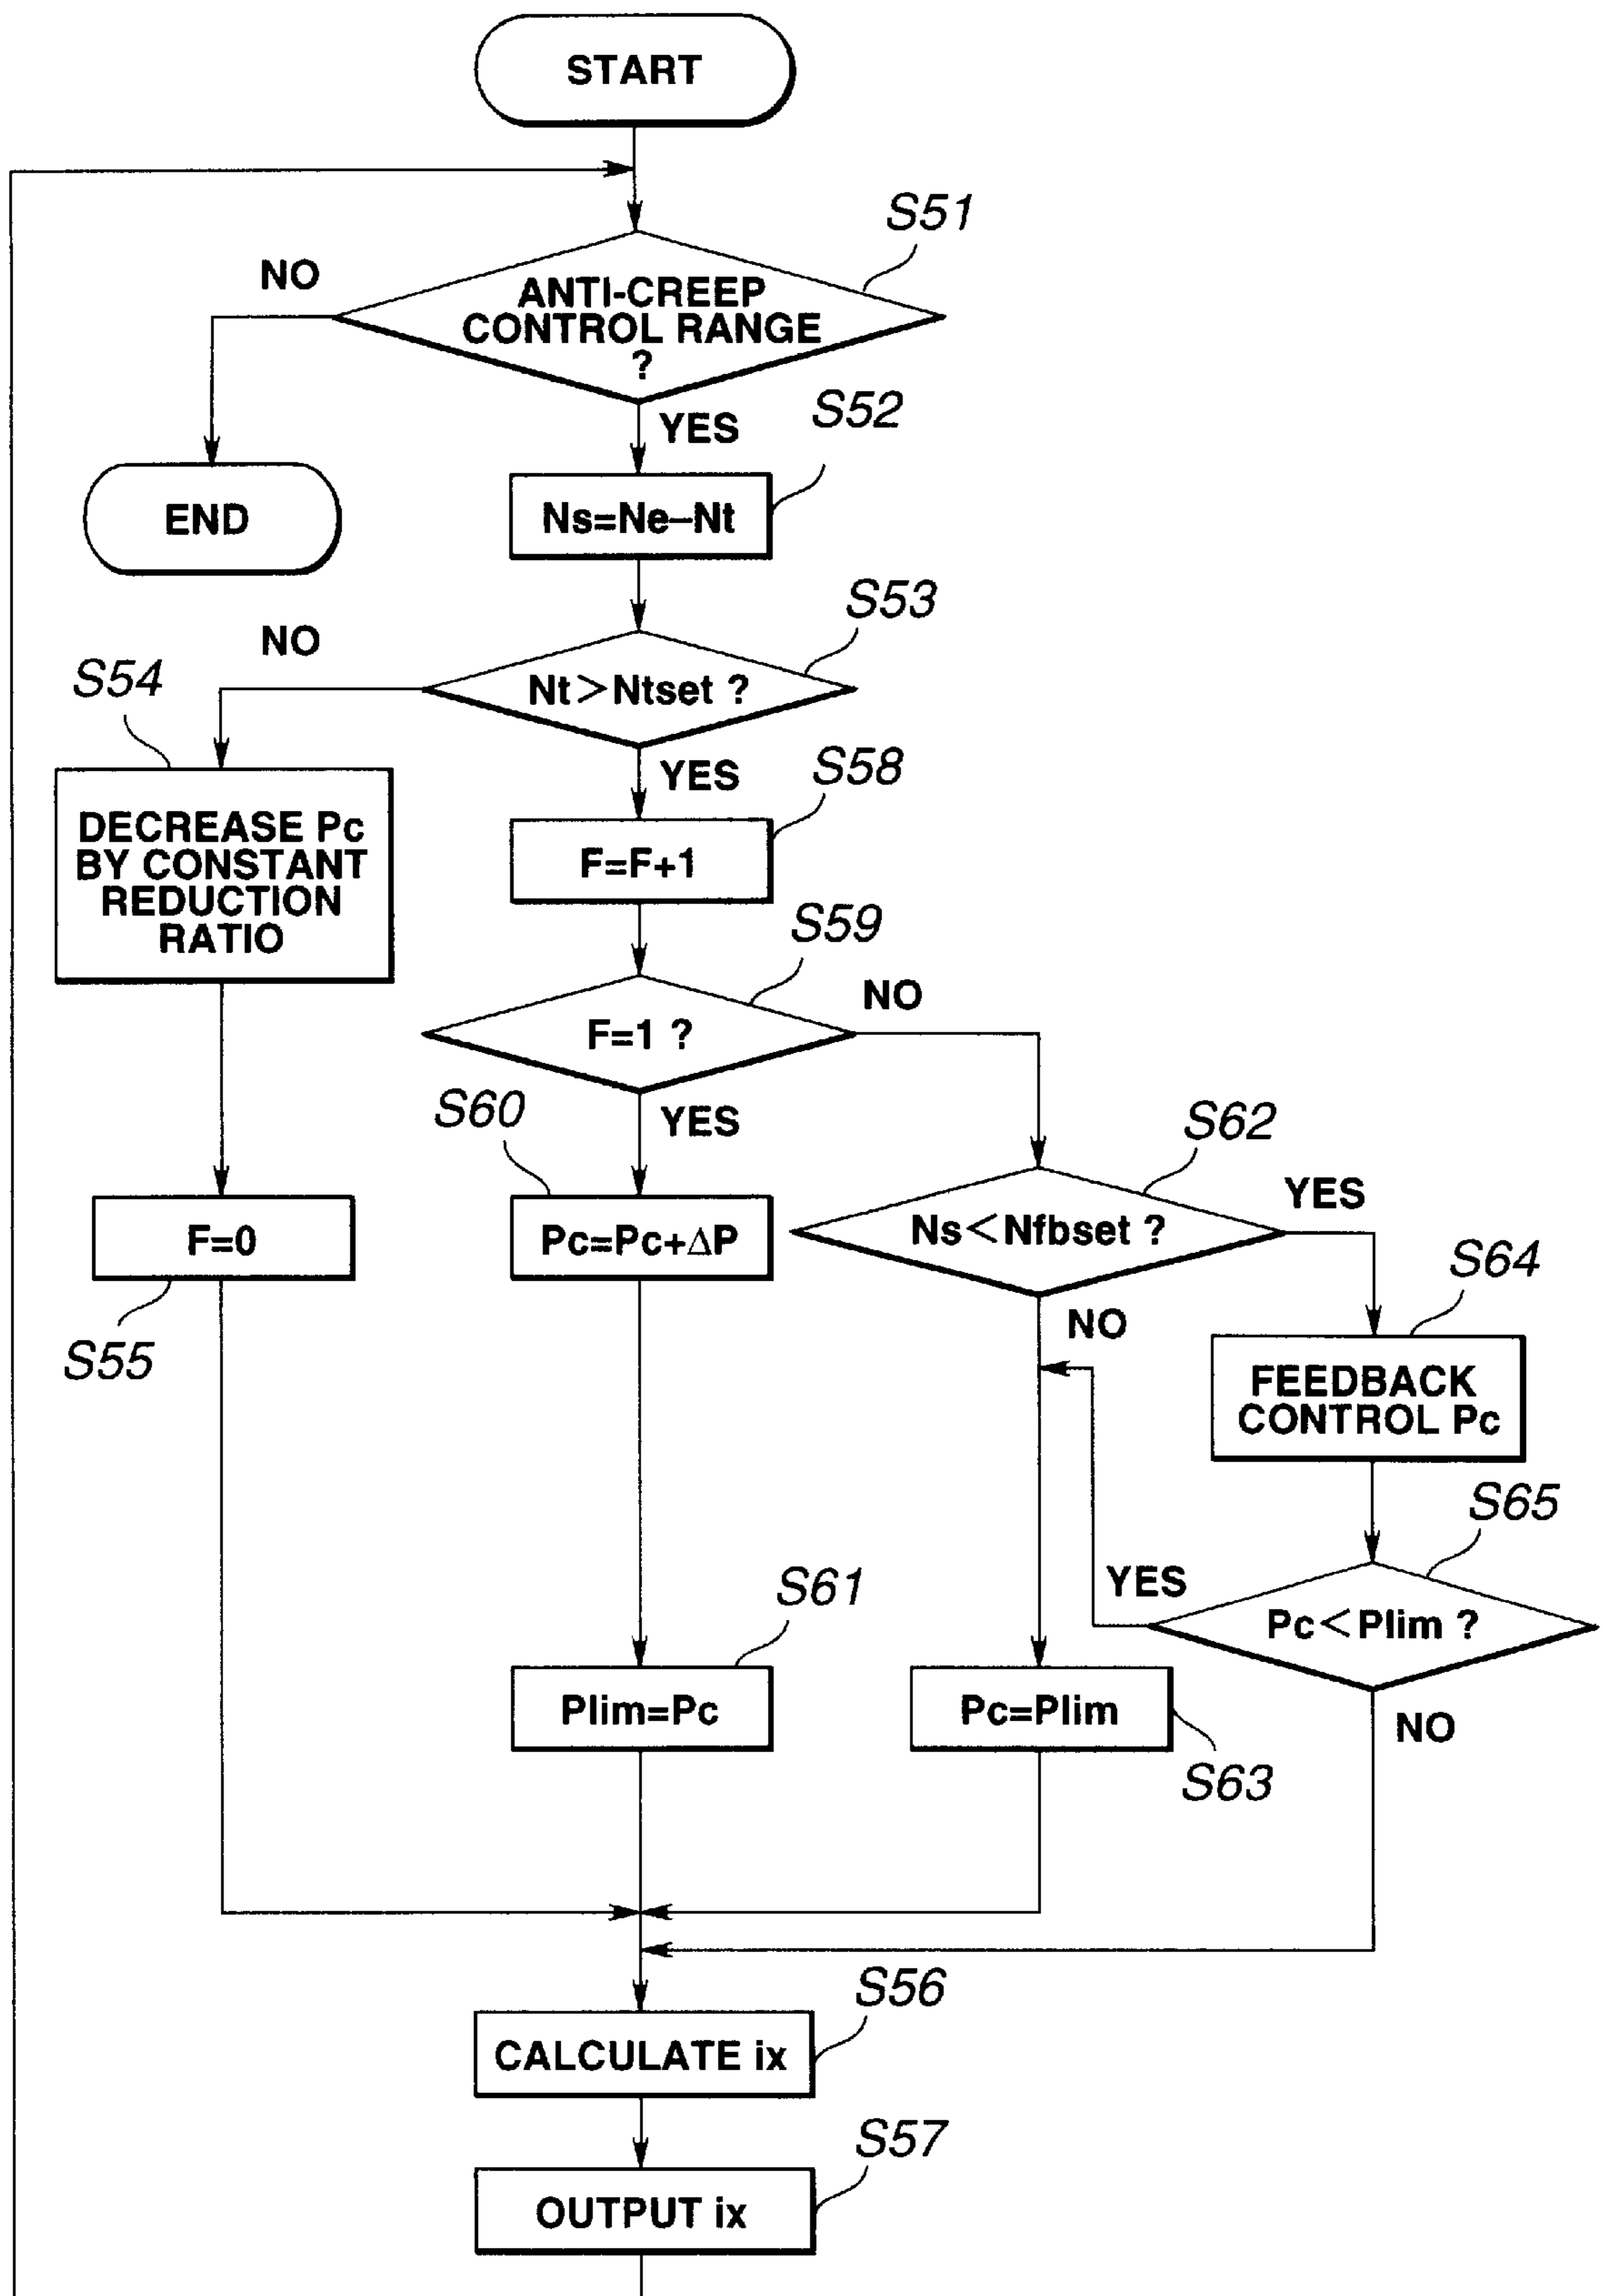 START
S51
NO
ANTI-CREEP
CONTROL RANGE
?
YES
S52
END
Ns=Ne–Nt
S53
NO
S54
Nt>Ntset ?
YES
S58
DECREASE Pc
BY CONSTANT
REDUCTION
RATIO
F=F+1
S59
NO
F=1 ?
S60
YES
S62
YES
F=0
Pc=Pc+ΔP
Ns<Nfbset ?
S64
S55
NO
FEEDBACK
CONTROL Pc
S65
S61
YES
Pc<Plim ?
Plim=Pc
Pc=Plim
NO
S63
S56
CALCULATE ix
S57
OUTPUT ix